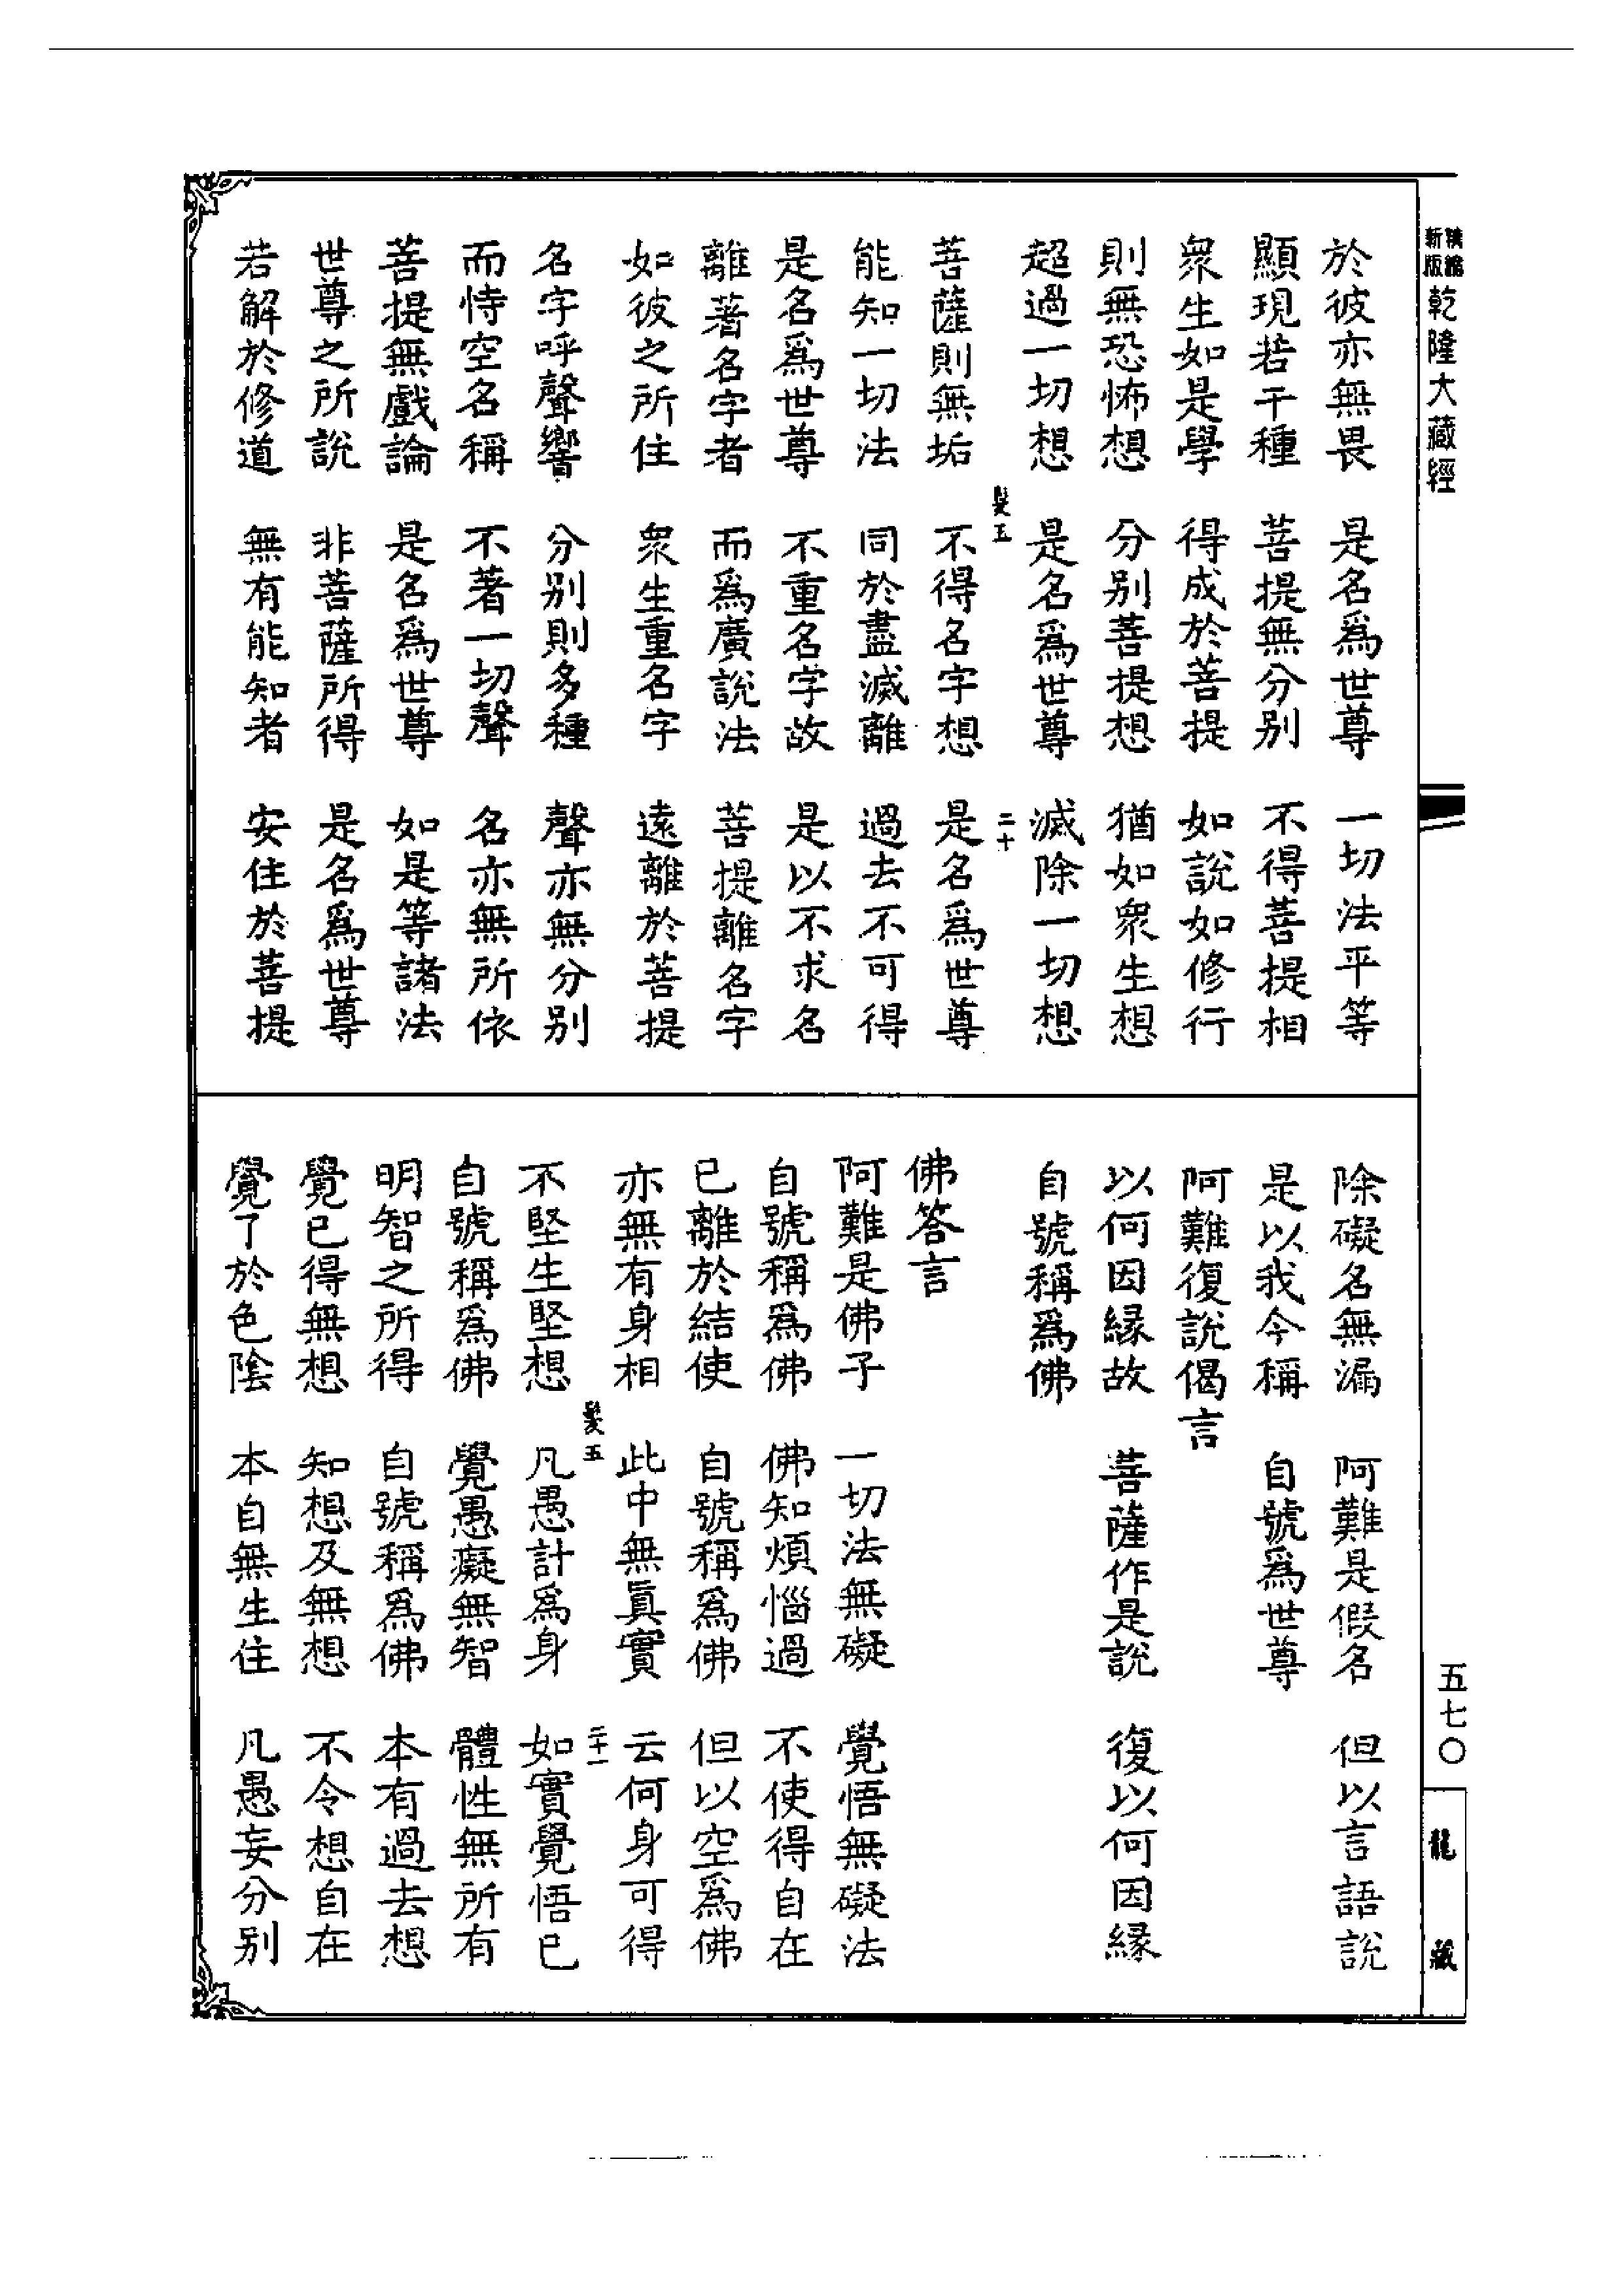 新版精縮乾隆大藏經
於彼亦無畏 是名爲世尊 一切法平等
顯現若干種 菩提無分別 不得菩提相
衆生如是學 得成於菩提 如說如修行
則無恐怖想 分別菩提想 猶如衆生想
超過一切想 是名爲世尊 滅除一切想
髮五 二十
菩薩則無垢 不得名字想 是名爲世尊
能知一切法 同於盡滅離 過去不可得
是名爲世尊 不重名字故 是以不求名
離著名字者 而爲廣說法 菩提離名字
如彼之所住 衆生重名字 遠離於菩提
名字呼聲響 分別則多種 聲亦無分別
而恃空名稱 不著一切聲 名亦無所依
菩提無戲論 是名爲世尊 如是等諸法
世尊之所說 非菩薩所得 是名爲世尊
若解於修道 無有能知者 安住於菩提
除礙名無漏 阿難是假名 但以言語說
是以我今稱 自號爲世尊
阿難復說偈言
以何因縁故 菩薩作是說 復以何因縁
自號稱爲佛
佛答言
阿難是佛子 一切法無礙 覺悟無礙法
自號稱爲佛 佛知煩惱過 不使得自在
已離於結使 自號稱爲佛 但以空爲佛
亦無有身相 此中無眞實 云何身可得
髮五 二十一
不堅生堅想 凡愚計爲身 如實覺悟已
自號稱爲佛 覺愚癡無智 體性無所有
明智之所得 自號稱爲佛 本有過去想
覺已得無想 知想及無想 不令想自在
覺了於色陰 本自無生住 凡愚妄分別
五七〇
龍藏